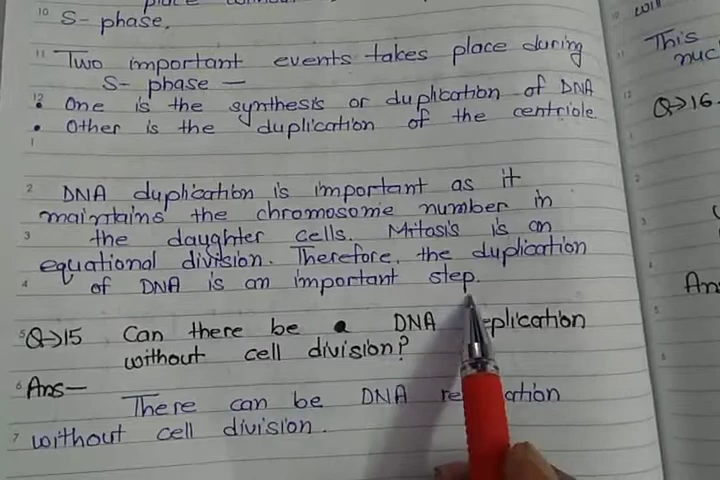 S-phase.
Two important events takes place during
S- phase —
• One is the synthesis or duplication of DNA
• Other is the duplication of the centriole
DNA duplication is important as it
maintains the chromosome number in
the daughter cells. Mitosis is an
equational division. Therefore, the duplication
of DNA is an important step.
Q→15 Can there be a DNA replication
without cell division?
Ans—
There can be DNA replication
without cell division.
This
nuc
Q→16.
Ans